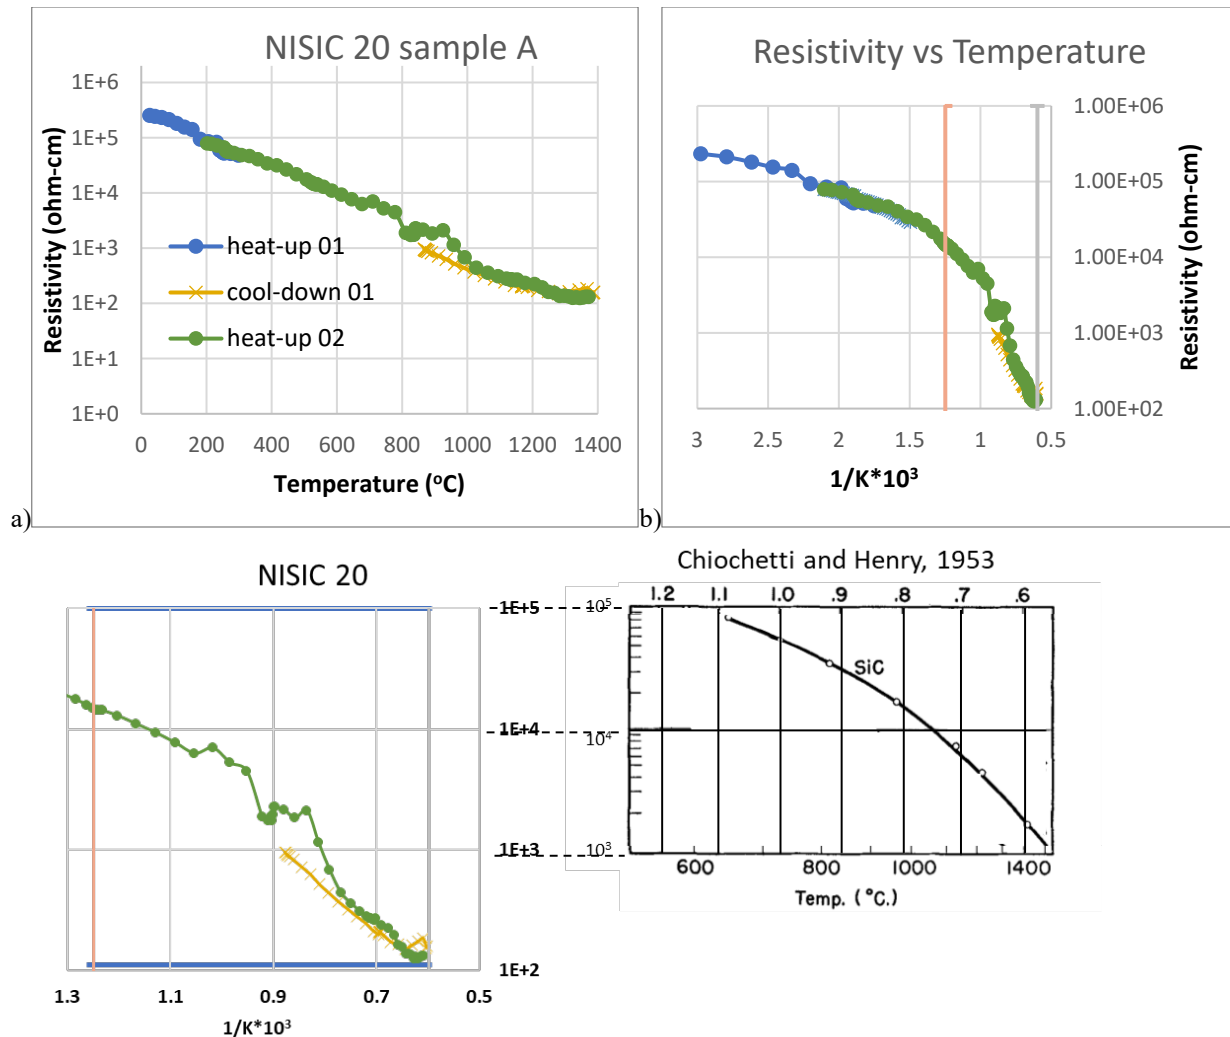 NISIC 20 sample A
1E+6
1E+5
1E+4
1E+3
1E+2
1E+1
1E+0
Resistivity (ohm-cm)
heat-up 01
cool-down 01
heat-up 02
0 200 400 600 800 1000 1200 1400
Temperature (ᵒC)
a)
Resistivity vs Temperature
1.00E+06
1.00E+05
1.00E+04
1.00E+03
1.00E+02
Resistivity (ohm-cm)
3 2.5 2 1.5 1 0.5
1/K*10³
b)
NISIC 20
1E+5
1E+4
1E+3
1E+2
1.3 1.1 0.9 0.7 0.5
1/K*10³
Chiochetti and Henry, 1953
1.2 1.1 1.0 .9 .8 .7 .6
10⁵
10⁴
10³
SiC
600 800 1000 1400
Temp. (°C.)